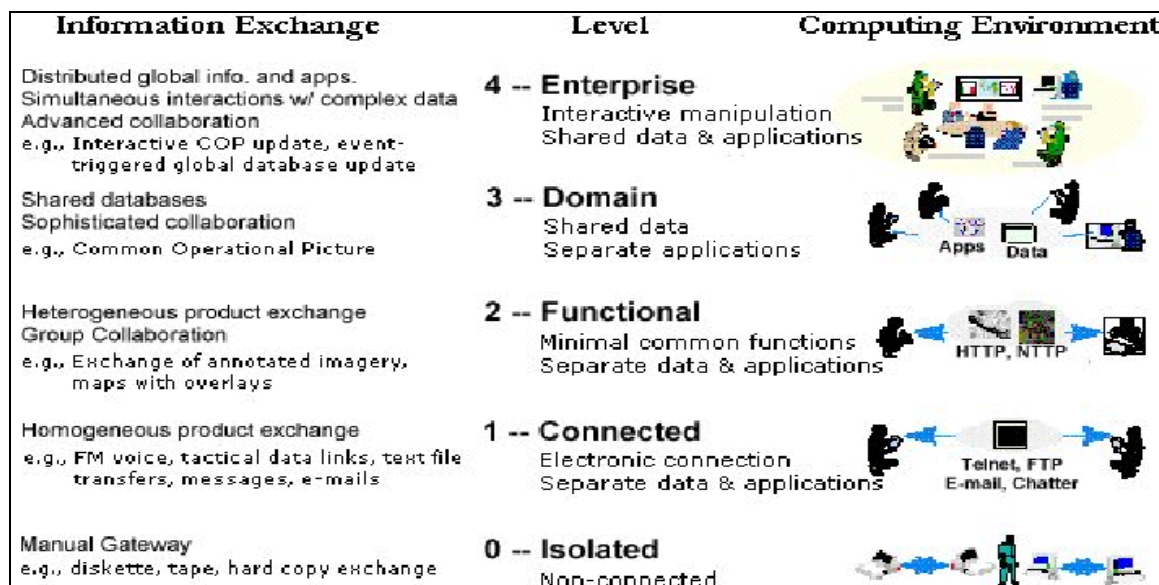 Information Exchange
Level
Computing Environment
Distributed global info. and apps.
Simultaneous interactions w/ complex data
Advanced collaboration
e.g., Interactive COP update, event-
triggered global database update
4 -- Enterprise
Interactive manipulation
Shared data & applications
Shared databases
Sophisticated collaboration
e.g., Common Operational Picture
3 -- Domain
Shared data
Separate applications
Apps
Data
Heterogeneous product exchange
Group Collaboration
e.g., Exchange of annotated imagery,
maps with overlays
2 -- Functional
Minimal common functions
Separate data & applications
HTTP, NTTP
Homogeneous product exchange
e.g., FM voice, tactical data links, text file
transfers, messages, e-mails
1 -- Connected
Electronic connection
Separate data & applications
Telnet, FTP
E-mail, Chatter
Manual Gateway
e.g., diskette, tape, hard copy exchange
0 -- Isolated
Non-connected